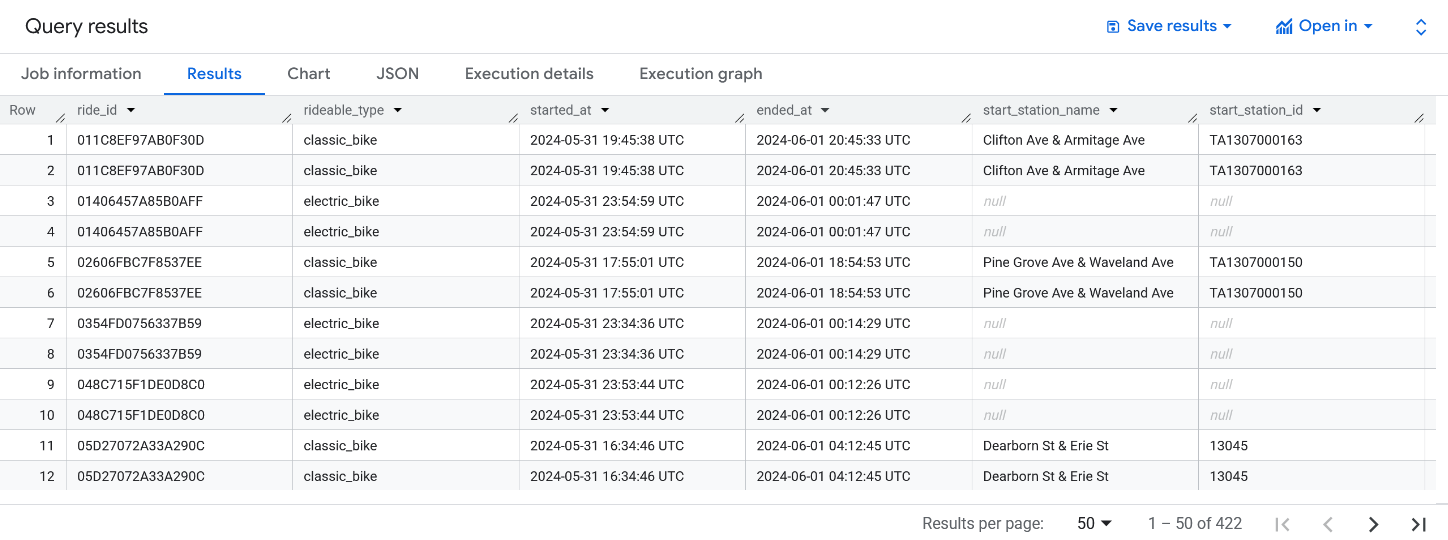 Query results Save results Open in
Job information Results Chart JSON Execution details Execution graph
Row ride_id rideable_type started_at ended_at start_station_name start_station_id
1 011C8EF97AB0F30D classic_bike 2024-05-31 19:45:38 UTC 2024-06-01 20:45:33 UTC Clifton Ave & Armitage Ave TA1307000163
2 011C8EF97AB0F30D classic_bike 2024-05-31 19:45:38 UTC 2024-06-01 20:45:33 UTC Clifton Ave & Armitage Ave TA1307000163
3 01406457A85B0AFF electric_bike 2024-05-31 23:54:59 UTC 2024-06-01 00:01:47 UTC null null
4 01406457A85B0AFF electric_bike 2024-05-31 23:54:59 UTC 2024-06-01 00:01:47 UTC null null
5 02606FBC7F8537EE classic_bike 2024-05-31 17:55:01 UTC 2024-06-01 18:54:53 UTC Pine Grove Ave & Waveland Ave TA1307000150
6 02606FBC7F8537EE classic_bike 2024-05-31 17:55:01 UTC 2024-06-01 18:54:53 UTC Pine Grove Ave & Waveland Ave TA1307000150
7 0354FD0756337B59 electric_bike 2024-05-31 23:34:36 UTC 2024-06-01 00:14:29 UTC null null
8 0354FD0756337B59 electric_bike 2024-05-31 23:34:36 UTC 2024-06-01 00:14:29 UTC null null
9 048C715F1DE0D8C0 electric_bike 2024-05-31 23:53:44 UTC 2024-06-01 00:12:26 UTC null null
10 048C715F1DE0D8C0 electric_bike 2024-05-31 23:53:44 UTC 2024-06-01 00:12:26 UTC null null
11 05D27072A33A290C classic_bike 2024-05-31 16:34:46 UTC 2024-06-01 04:12:45 UTC Dearborn St & Erie St 13045
12 05D27072A33A290C classic_bike 2024-05-31 16:34:46 UTC 2024-06-01 04:12:45 UTC Dearborn St & Erie St 13045
Results per page: 50 1 – 50 of 422